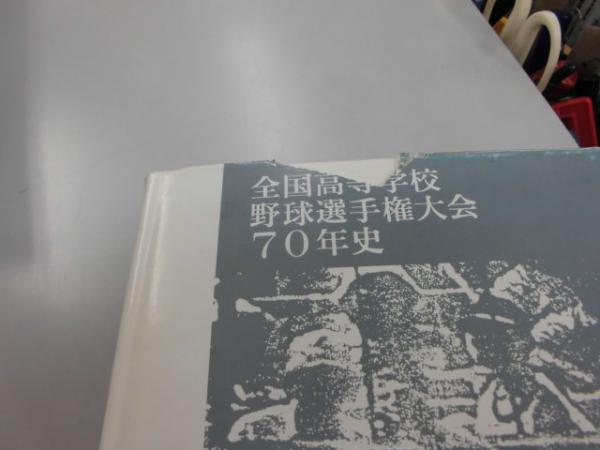 全国高等学校
野球選手権大会
７０年史